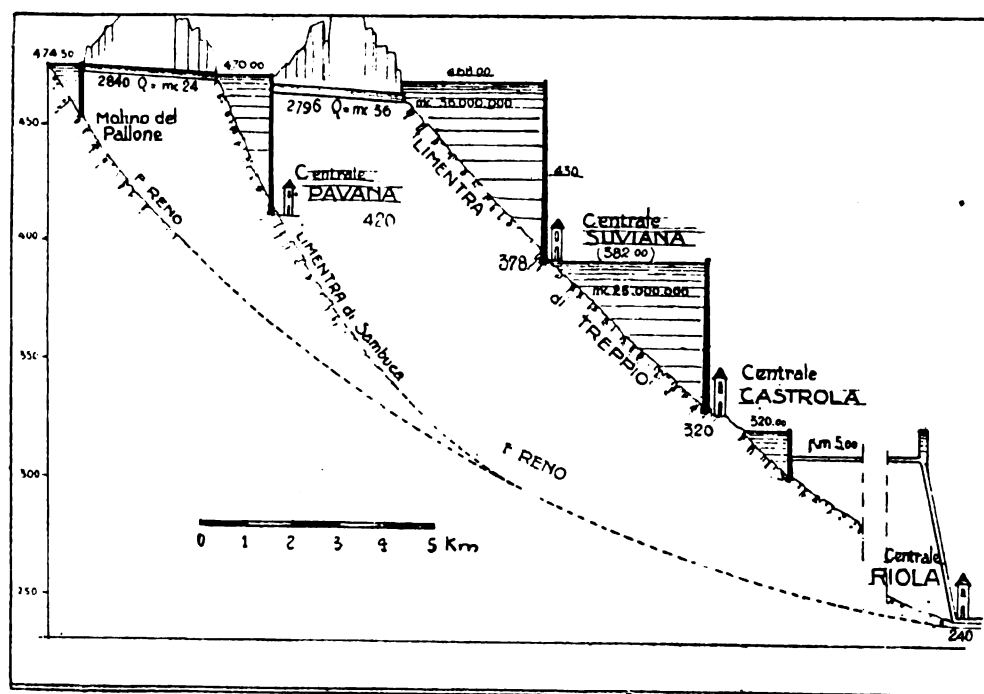 474.50
470.00
468.00
2840 Q = mc 24
2796 Q = mc 36
mc 38.000.000
450
Molino del
Pallone
LIMENTRA
430
Centrale
PAVANA
420
F RENO
400
Centrale
SUVIANA
(382.00)
378
LIMENTRA di Sambuca
mc 28.000.000
di TREPPIO
350
Centrale
CASTROLA
320
320.00
Km 5.00
F RENO
300
0 1 2 3 4 5 Km
Centrale
RIOLA
250
240